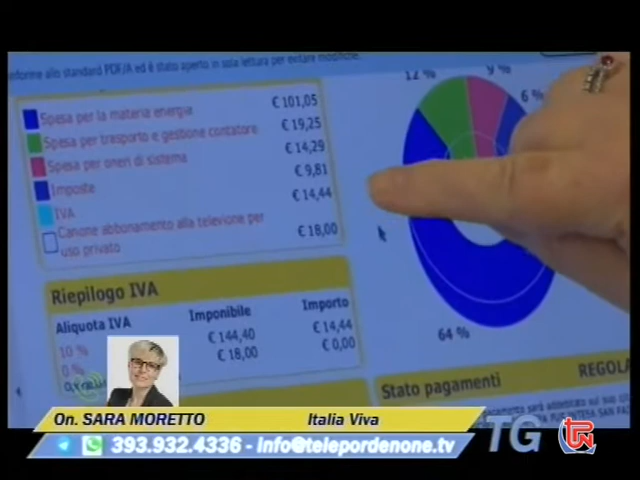 onforme allo standard PDF/A ed è stato aperto in sola lettura per evitare modifiche.
Spesa per la materia energia € 101,05
Spesa per trasporto e gestione contatore € 19,25
Spesa per oneri di sistema € 14,29
Imposte € 9,81
IVA € 14,44
Canone abbonamento alla televione per
uso privato € 18,00
12 %
9 %
6 %
64 %
Riepilogo IVA
Aliquota IVA Imponibile Importo
10 % € 144,40 € 14,44
0 % € 18,00 € 0,00
Stato pagamenti REGOLA
On. SARA MORETTO Italia Viva
393.932.4336 - info@telepordenone.tv
TG